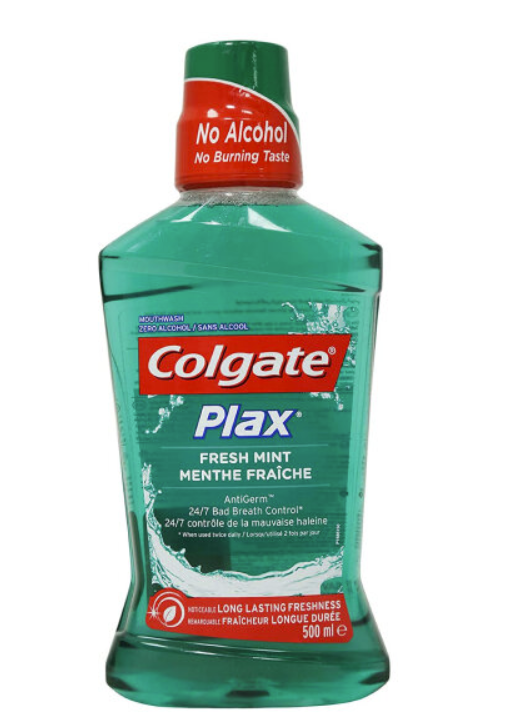 No Alcohol
No Burning Taste
MOUTHWASH
ZERO ALCOHOL / SANS ALCOOL
Colgate®
Plax®
FRESH MINT
MENTHE FRAÎCHE
AntiGerm™
24/7 Bad Breath Control*
24/7 contrôle de la mauvaise haleine
* When used twice daily / Lorsqu'utilisé 2 fois par jour
NOTICEABLE LONG LASTING FRESHNESS
REMARQUABLE FRAÎCHEUR LONGUE DURÉE
500 ml e